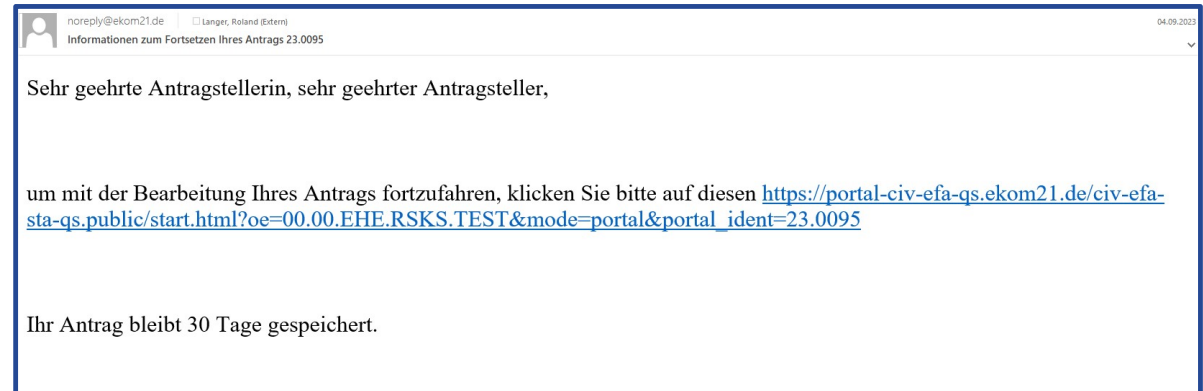 noreply@ekom21.de Langer, Roland (Extern) 04.09.2023
Informationen zum Fortsetzen Ihres Antrags 23.0095
Sehr geehrte Antragstellerin, sehr geehrter Antragsteller,
um mit der Bearbeitung Ihres Antrags fortzufahren, klicken Sie bitte auf diesen https://portal-civ-efa-qs.ekom21.de/civ-efa-
sta-qs.public/start.html?oe=00.00.EHE.RSKS.TEST&mode=portal&portal_ident=23.0095
Ihr Antrag bleibt 30 Tage gespeichert.